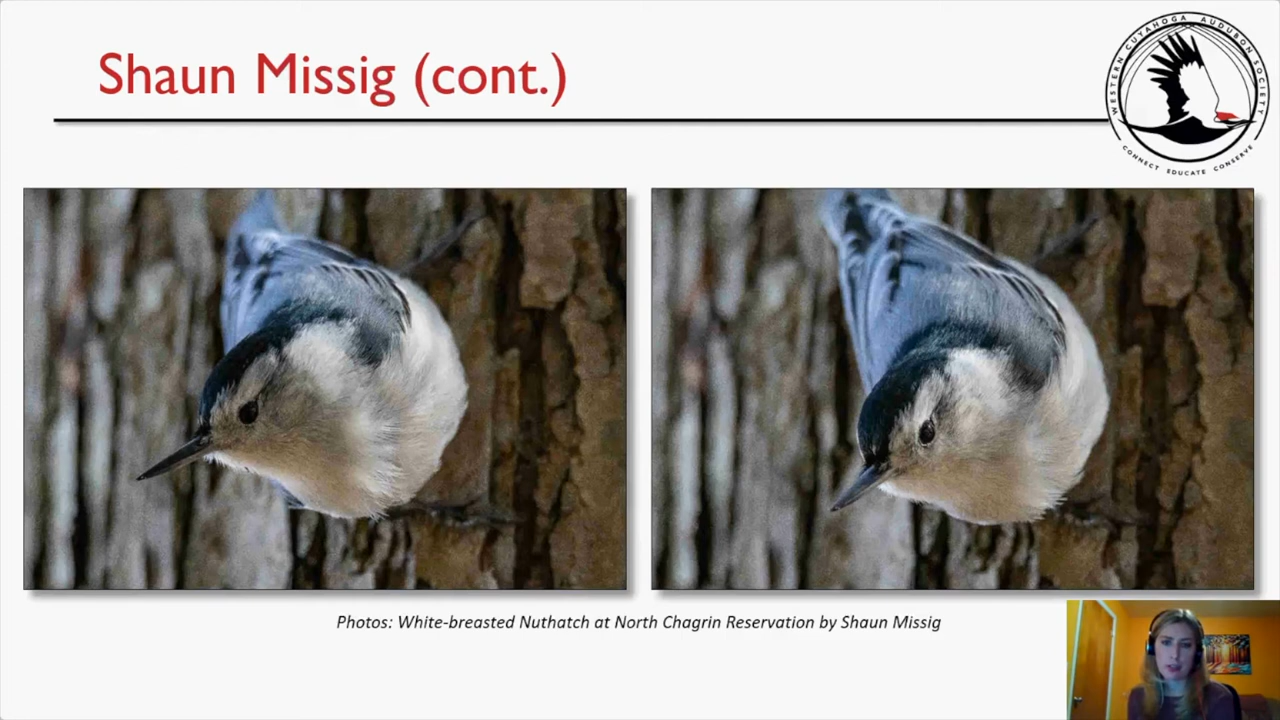 Shaun Missig (cont.)
WESTERN CUYAHOGA AUDUBON SOCIETY
CONNECT EDUCATE CONSERVE
Photos: White-breasted Nuthatch at North Chagrin Reservation by Shaun Missig